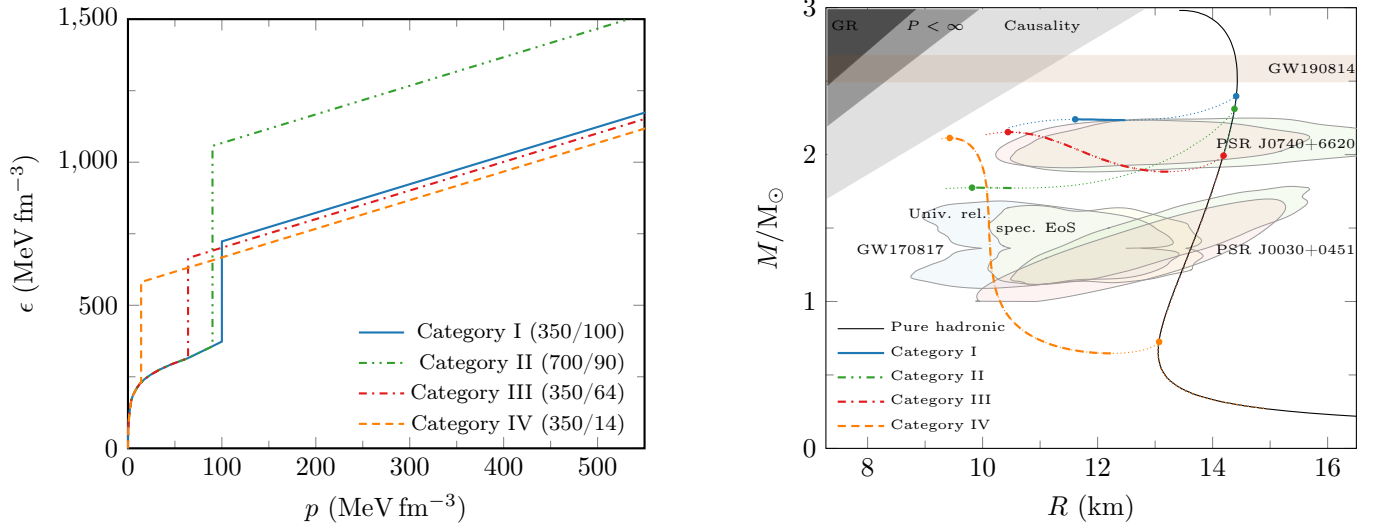 1,500
1,000
500
0
ϵ (MeV fm⁻³)
Category I (350/100)
Category II (700/90)
Category III (350/64)
Category IV (350/14)
0 100 200 300 400 500
p (MeV fm⁻³)
3
2
1
0
M/M⊙
GR P < ∞ Causality
GW190814
PSR J0740+6620
Univ. rel.
spec. EoS
GW170817 PSR J0030+0451
Pure hadronic
Category I
Category II
Category III
Category IV
8 10 12 14 16
R (km)